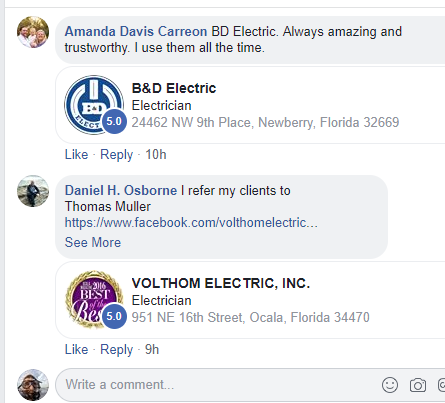 Amanda Davis Carreon BD Electric. Always amazing and
trustworthy. I use them all the time.
B&D
ELECT
5.0
B&D Electric
Electrician
24462 NW 9th Place, Newberry, Florida 32669
Like · Reply · 10h
Daniel H. Osborne I refer my clients to
Thomas Muller
https://www.facebook.com/volthomelectric...
See More
2016
BEST
of the
Best
5.0
VOLTHOM ELECTRIC, INC.
Electrician
951 NE 16th Street, Ocala, Florida 34470
Like · Reply · 9h
Write a comment...